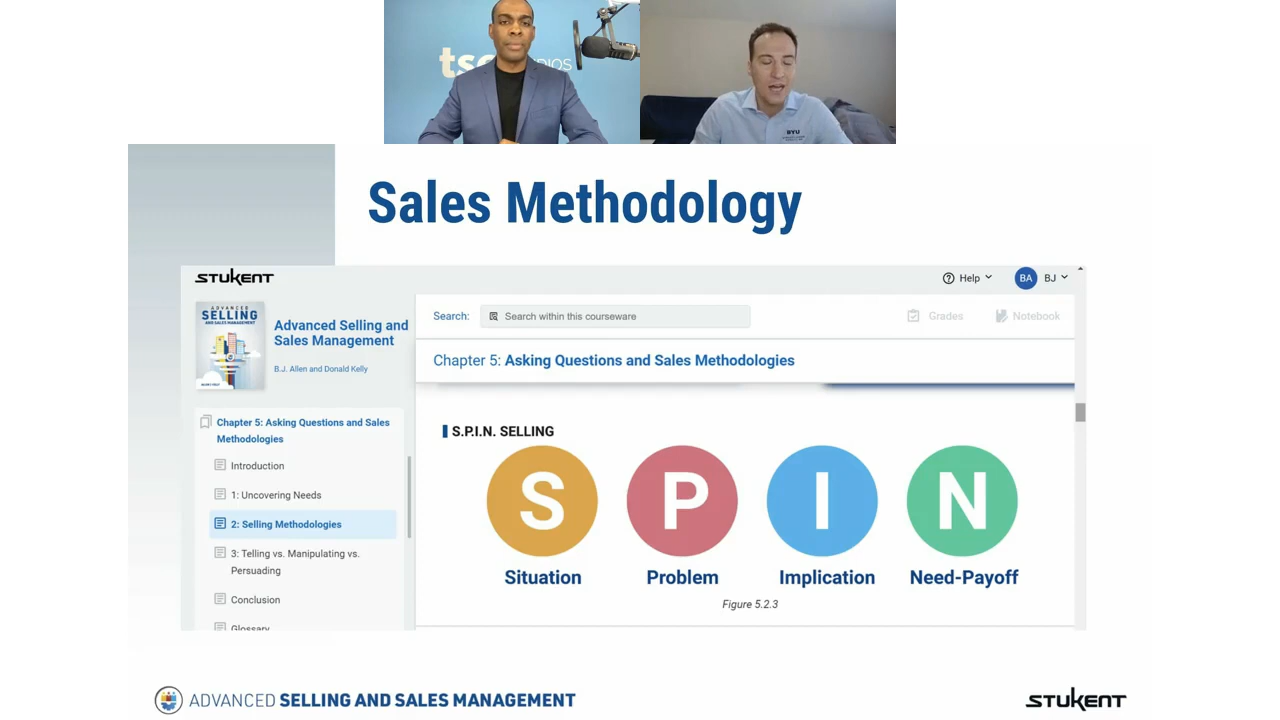 tsc
BYU
Sales Methodology
STUKENT
Help
BA
BJ
ADVANCED
SELLING
AND SALES MANAGEMENT
Advanced Selling and
Sales Management
B.J. Allen and Donald Kelly
Search:
Search within this courseware
Grades
Notebook
Chapter 5: Asking Questions and Sales Methodologies
Chapter 5: Asking Questions and Sales
Methodologies
Introduction
1: Uncovering Needs
2: Selling Methodologies
3: Telling vs. Manipulating vs.
Persuading
Conclusion
Glossary
S.P.I.N. SELLING
S P I N
Situation Problem Implication Need-Payoff
Figure 5.2.3
ADVANCED SELLING AND SALES MANAGEMENT
STUKENT